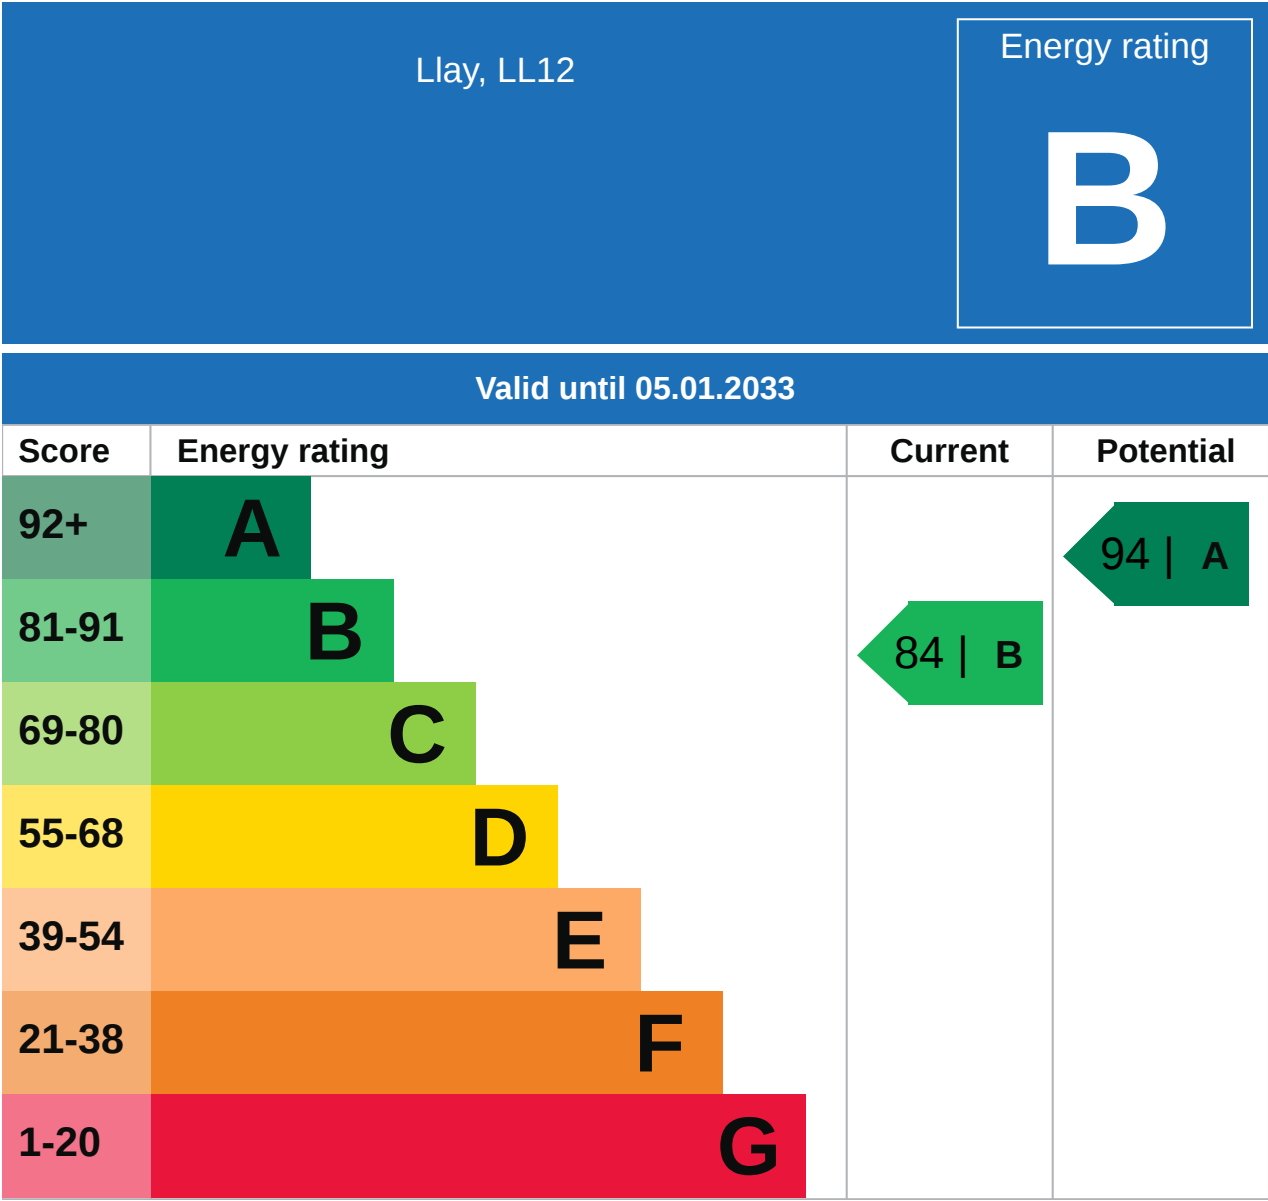 Llay, LL12
Energy rating
B
Valid until 05.01.2033
Score Energy rating Current Potential
92+ A
94 | A
81-91 B
84 | B
69-80 C
55-68 D
39-54 E
21-38 F
1-20 G